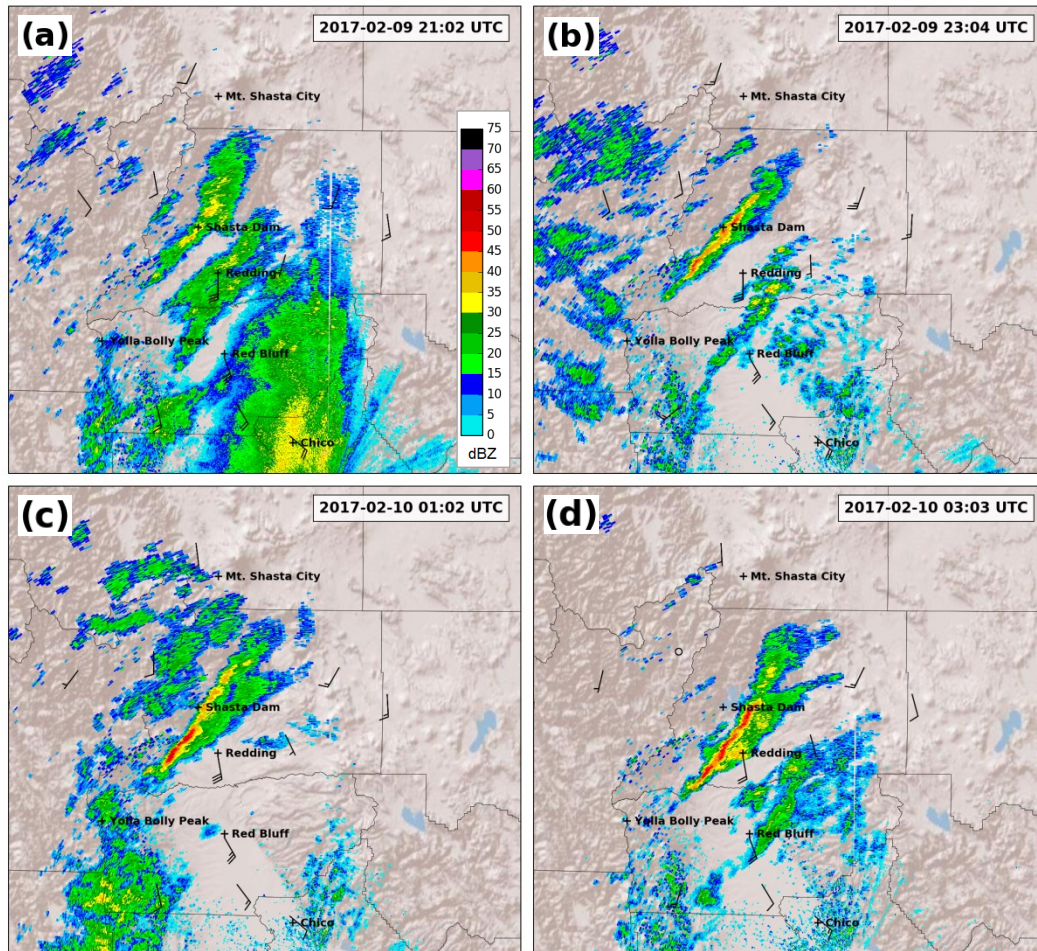 (a)
2017-02-09 21:02 UTC
Mt. Shasta City
Shasta Dam
Redding
Yolla Bolly Peak
Red Bluff
Chico
75
70
65
60
55
50
45
40
35
30
25
20
15
10
5
0
dBZ
(b)
2017-02-09 23:04 UTC
Mt. Shasta City
Shasta Dam
Redding
Yolla Bolly Peak
Red Bluff
Chico
(c)
2017-02-10 01:02 UTC
Mt. Shasta City
Shasta Dam
Redding
Yolla Bolly Peak
Red Bluff
Chico
(d)
2017-02-10 03:03 UTC
Mt. Shasta City
Shasta Dam
Redding
Yolla Bolly Peak
Red Bluff
Chico